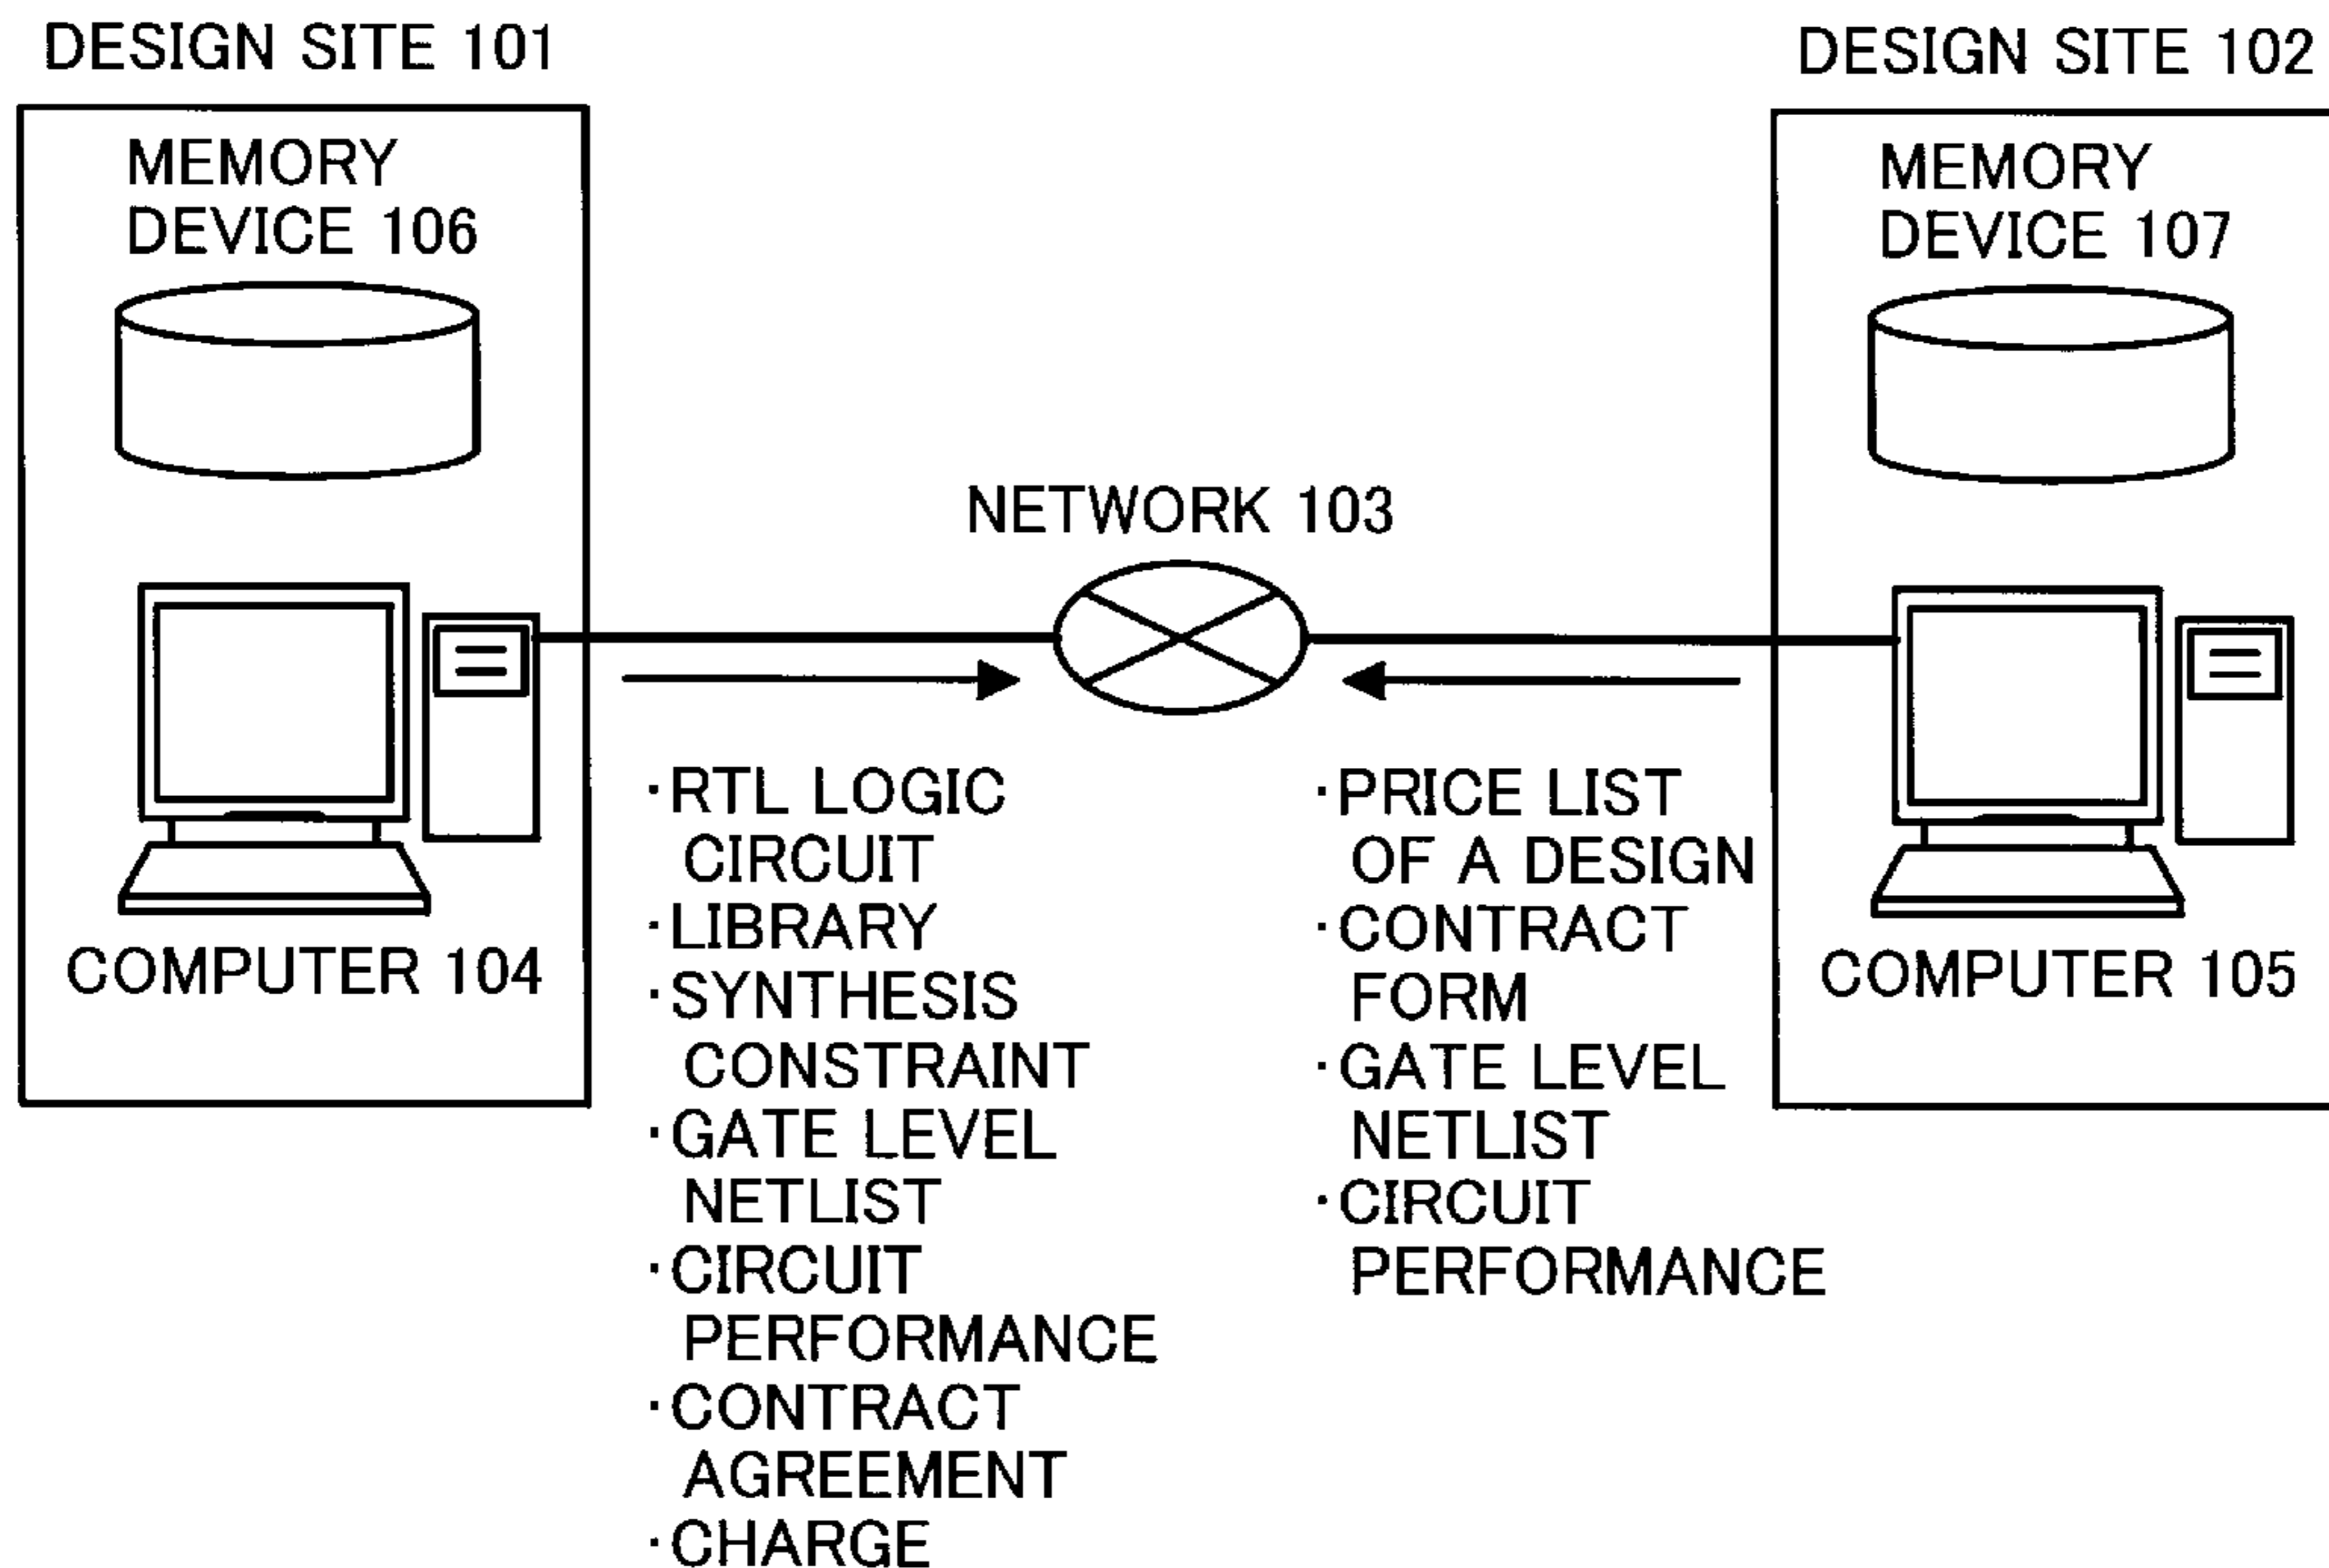 DESIGN SITE 101
MEMORY
DEVICE 106
COMPUTER 104
NETWORK 103
·RTL LOGIC
CIRCUIT
·LIBRARY
·SYNTHESIS
CONSTRAINT
·GATE LEVEL
NETLIST
·CIRCUIT
PERFORMANCE
·CONTRACT
AGREEMENT
·CHARGE
·PRICE LIST
OF A DESIGN
·CONTRACT
FORM
·GATE LEVEL
NETLIST
·CIRCUIT
PERFORMANCE
DESIGN SITE 102
MEMORY
DEVICE 107
COMPUTER 105